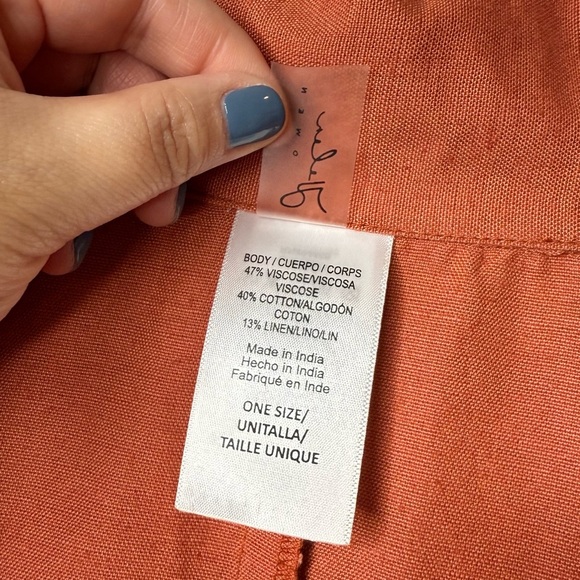 BODY / CUERPO / CORPS
47% VISCOSE/VISCOSA
VISCOSE
40% COTTON/ALGODÓN
COTON
13% LINEN/LINO/LIN
Made in India
Hecho in India
Fabriqué en Inde
ONE SIZE/
UNITALLA/
TAILLE UNIQUE